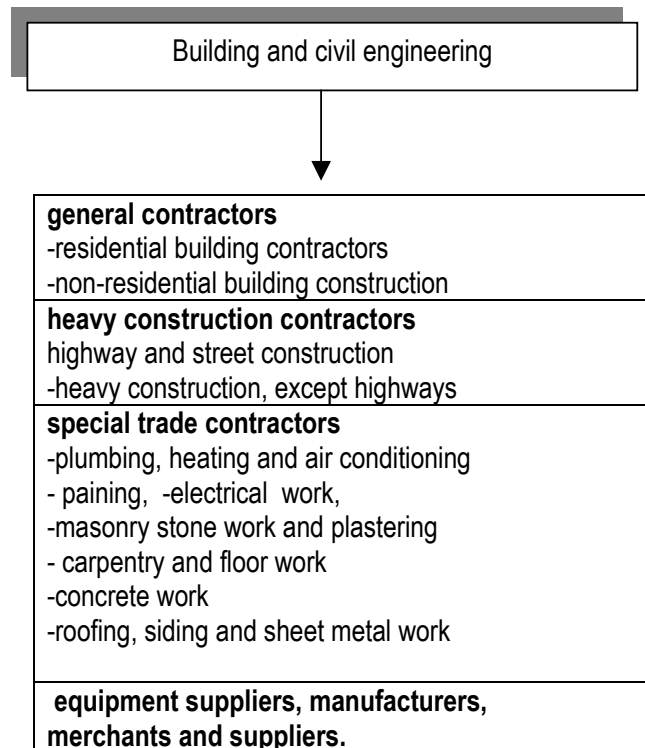 Building and civil engineering
general contractors
-residential building contractors
-non-residential building construction
heavy construction contractors
highway and street construction
-heavy construction, except highways
special trade contractors
-plumbing, heating and air conditioning
- paining, -electrical work,
-masonry stone work and plastering
- carpentry and floor work
-concrete work
-roofing, siding and sheet metal work
equipment suppliers, manufacturers,
merchants and suppliers.